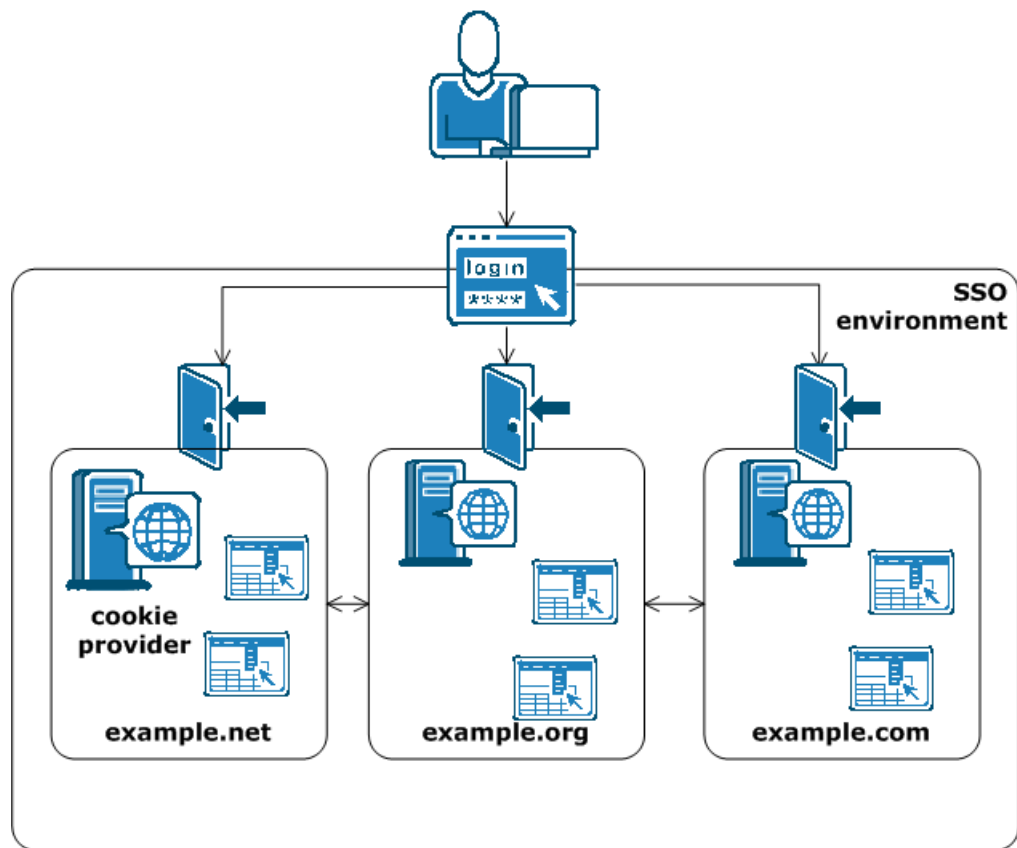 login
****
SSO
environment
cookie
provider
example.net
example.org
example.com